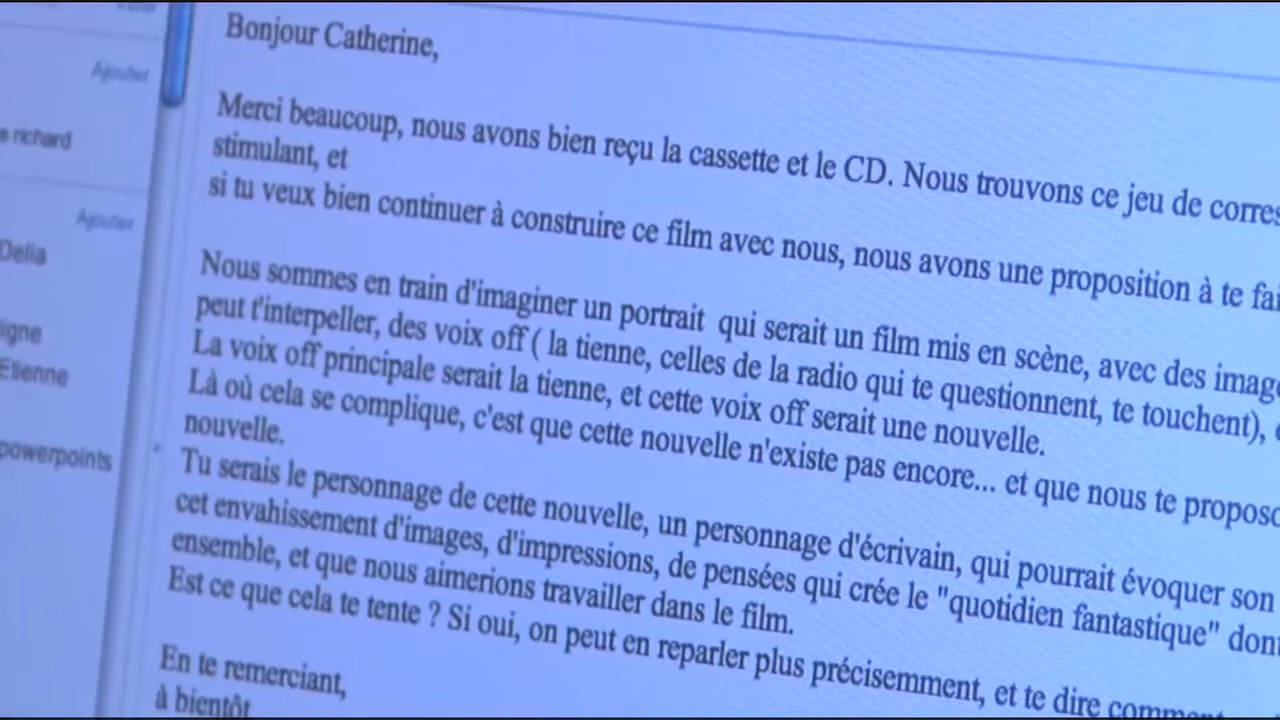 Ajouter
richard
Ajouter
Delia
igne
Etienne
powerpoints
Bonjour Catherine,
Merci beaucoup, nous avons bien reçu la cassette et le CD. Nous trouvons ce jeu de corres
stimulant, et
si tu veux bien continuer à construire ce film avec nous, nous avons une proposition à te fai
Nous sommes en train d'imaginer un portrait qui serait un film mis en scène, avec des image
peut t'interpeller, des voix off ( la tienne, celles de la radio qui te questionnent, te touchent),
La voix off principale serait la tienne, et cette voix off serait une nouvelle.
Là où cela se complique, c'est que cette nouvelle n'existe pas encore... et que nous te propos
nouvelle.
Tu serais le personnage de cette nouvelle, un personnage d'écrivain, qui pourrait évoquer son
cet envahissement d'images, d'impressions, de pensées qui crée le "quotidien fantastique" dont
ensemble, et que nous aimerions travailler dans le film.
Est ce que cela te tente ? Si oui, on peut en reparler plus précisemment, et te dire comment
En te remerciant,
à bientôt